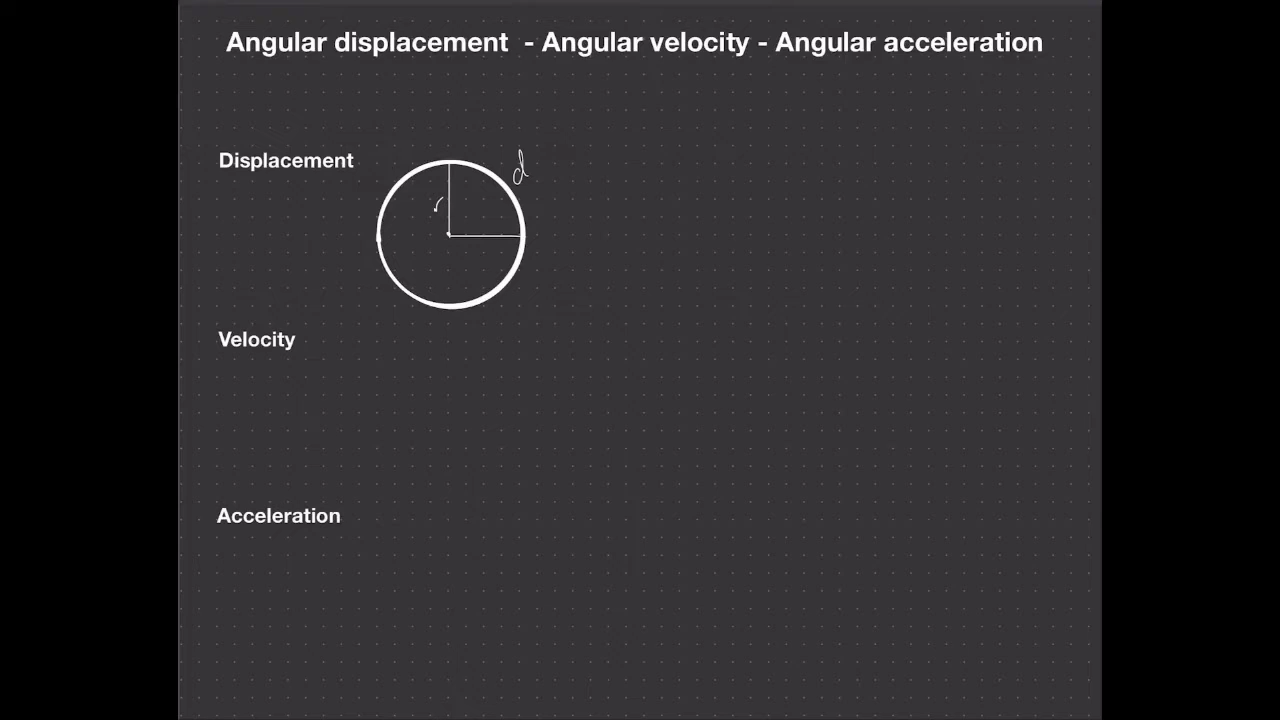 Angular displacement - Angular velocity - Angular acceleration
Displacement
d
r
Velocity
Acceleration